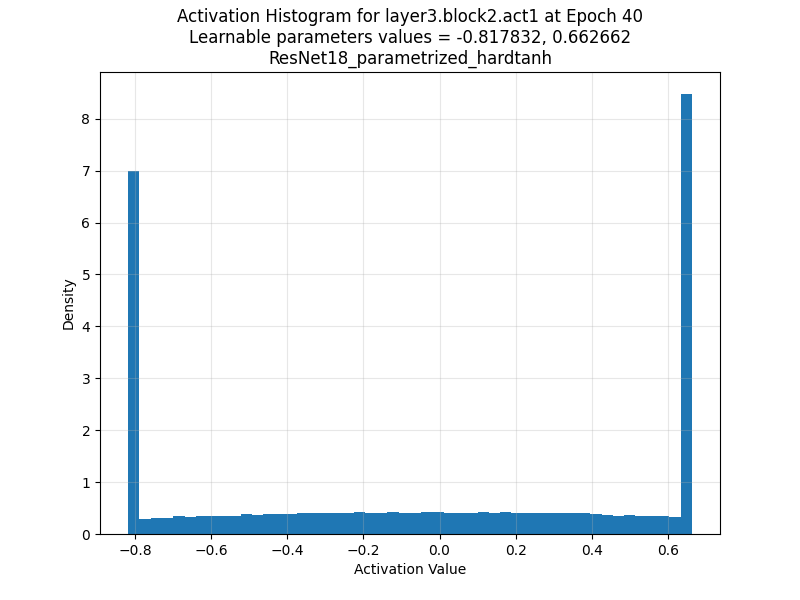 Activation Histogram for layer3.block2.act1 at Epoch 40
Learnable parameters values = -0.817832, 0.662662
ResNet18_parametrized_hardtanh
8
7
6
5
4
3
2
1
0
Density
−0.8 −0.6 −0.4 −0.2 0.0 0.2 0.4 0.6
Activation Value